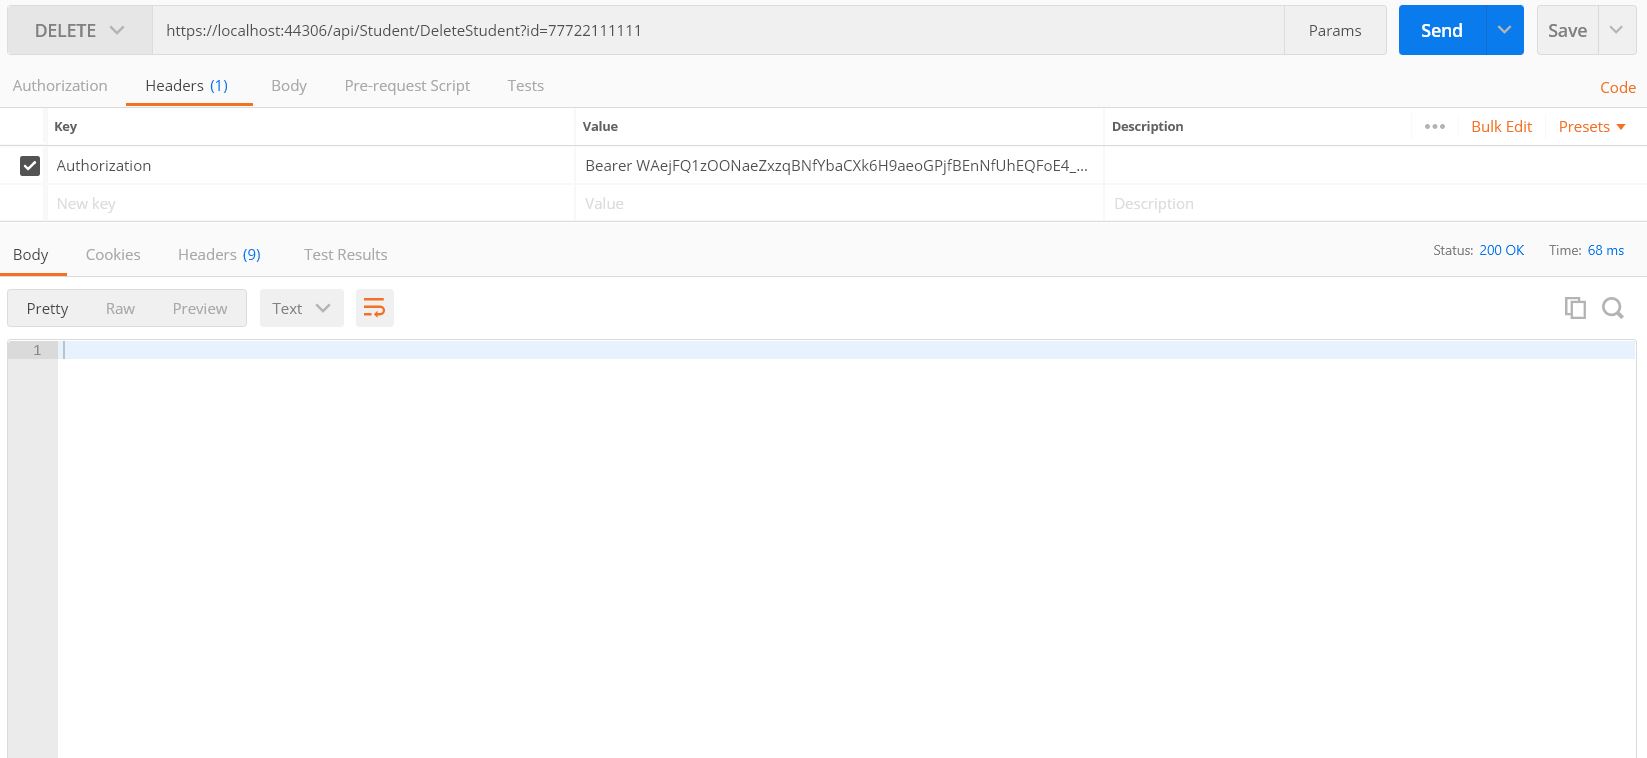 DELETE https://localhost:44306/api/Student/DeleteStudent?id=77722111111 Params Send Save
Authorization Headers (1) Body Pre-request Script Tests Code
Key Value Description Bulk Edit Presets
Authorization Bearer WAejFQ1zOONaeZxzqBNfYbaCXk6H9aeoGPjfBEnNfUhEQFoE4_...
New key Value Description
Body Cookies Headers (9) Test Results Status: 200 OK Time: 68 ms
Pretty Raw Preview Text
1